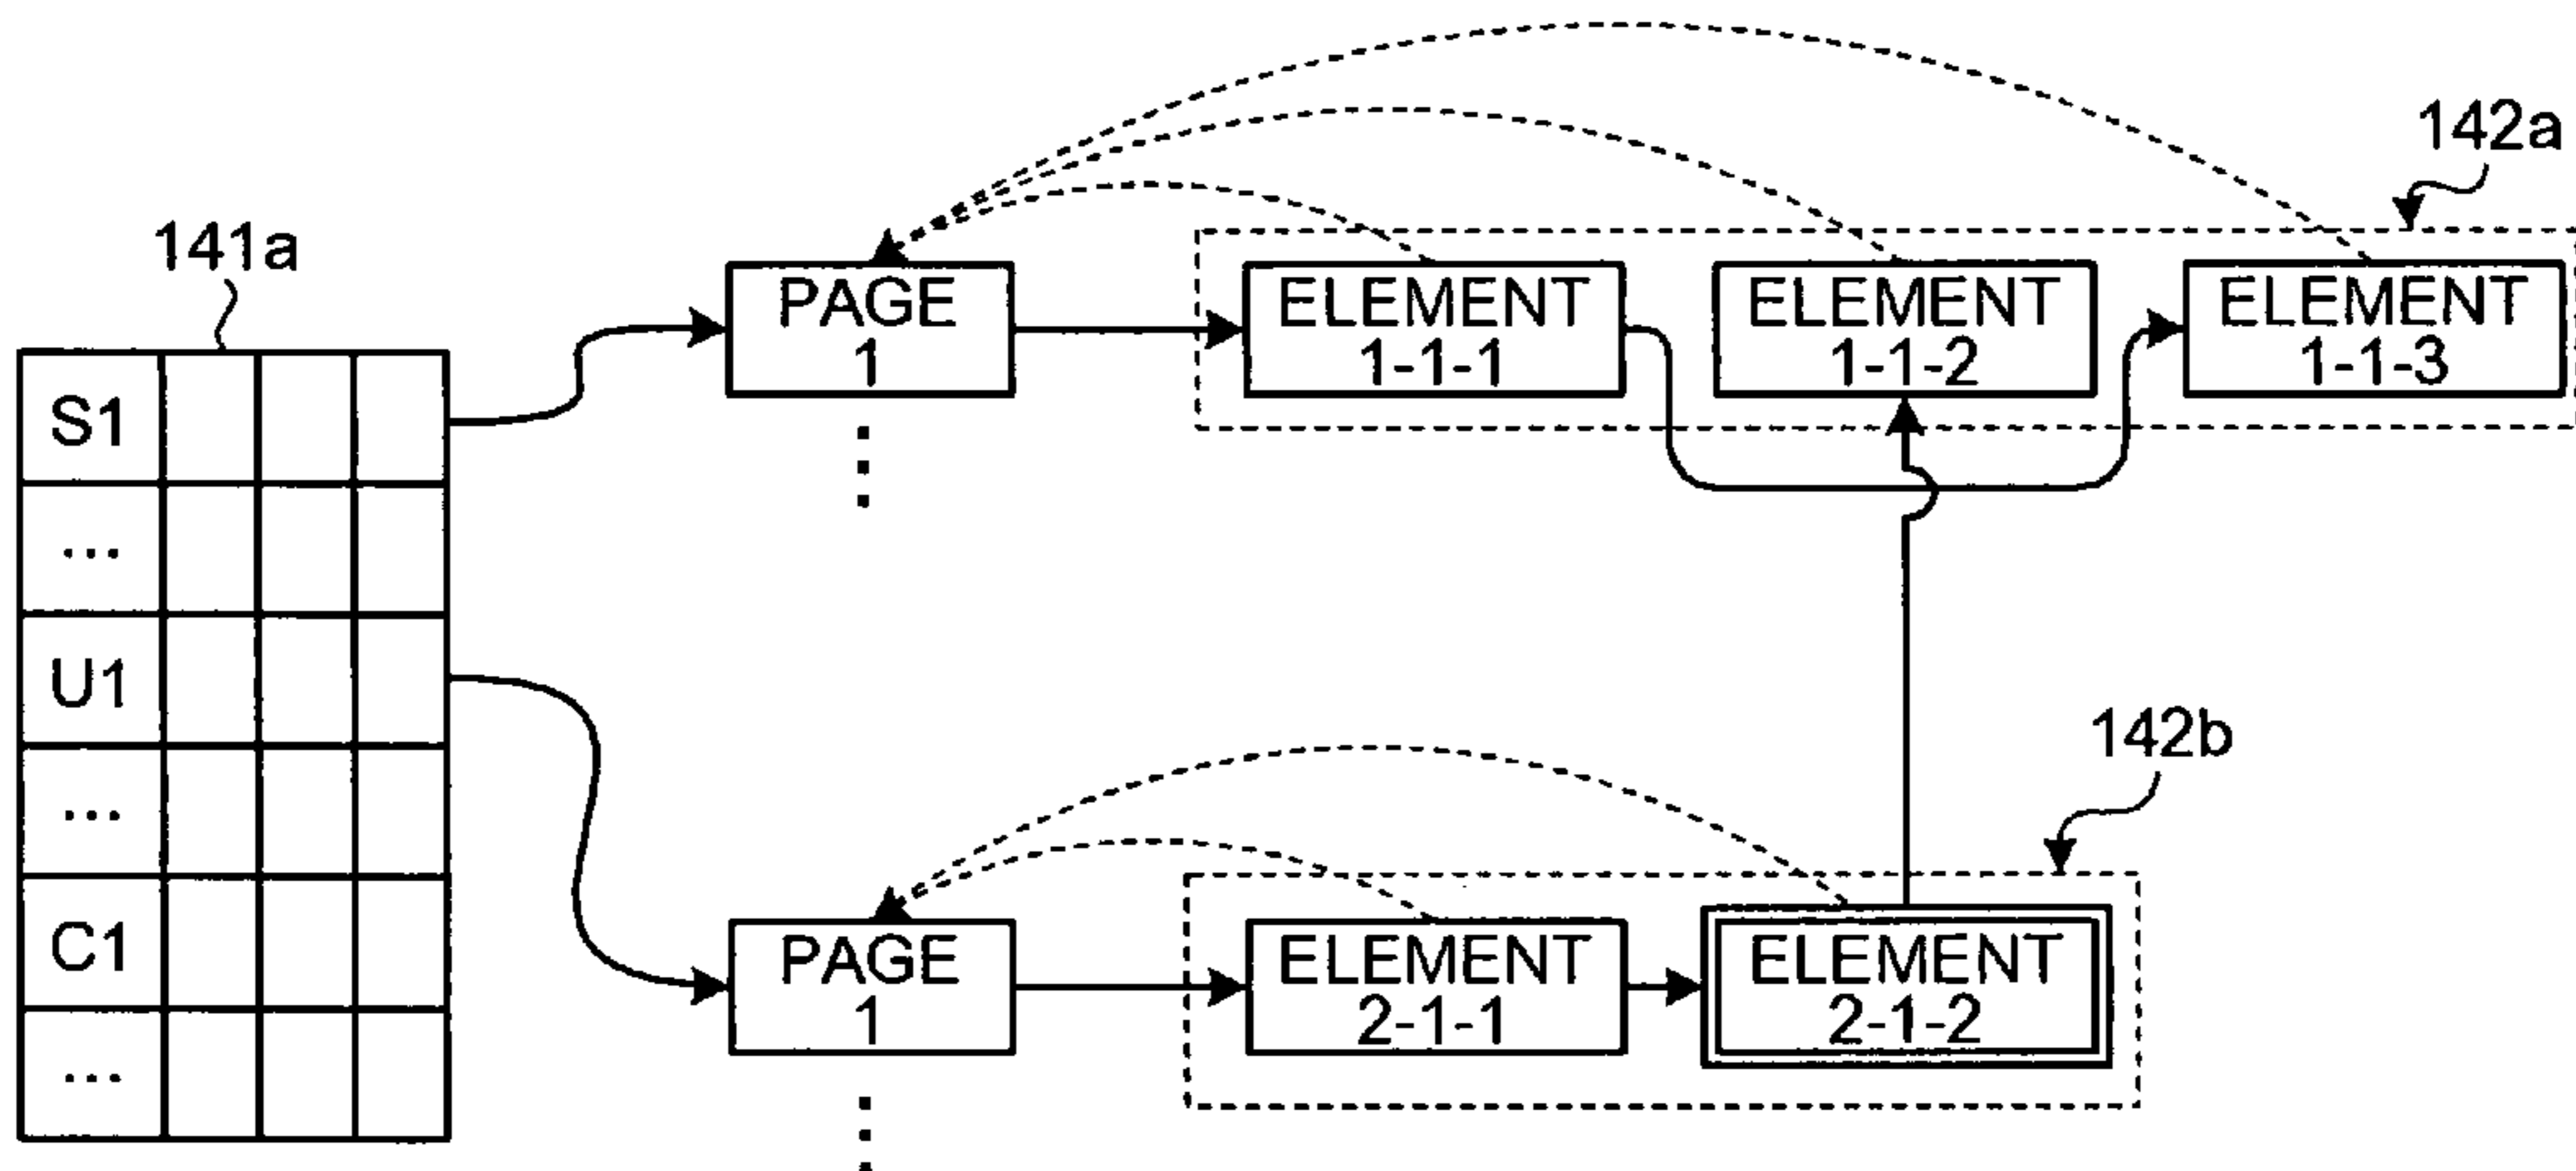 142a
141a
PAGE
1
ELEMENT
1-1-1
ELEMENT
1-1-2
ELEMENT
1-1-3
S1
...
U1
...
C1
...
142b
PAGE
1
ELEMENT
2-1-1
ELEMENT
2-1-2